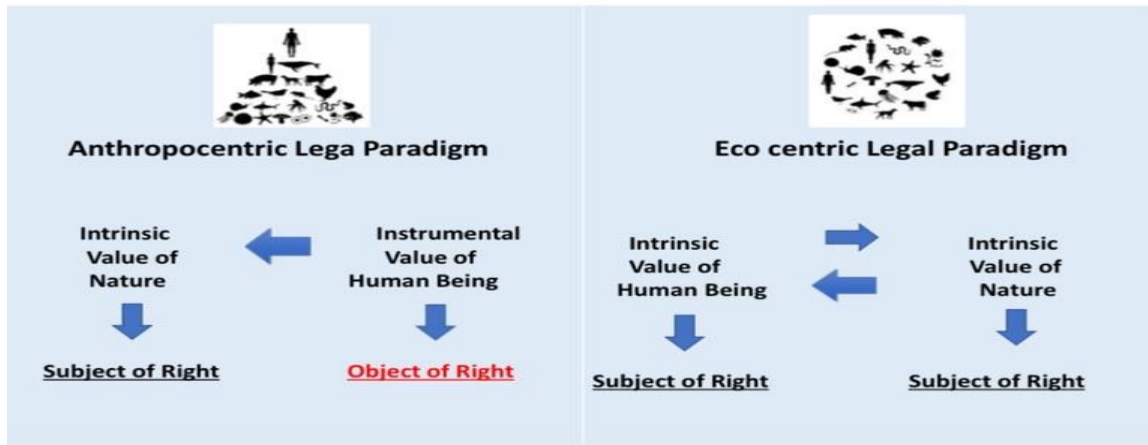 Anthropocentric Lega Paradigm
Intrinsic
Value of
Nature
Instrumental
Value of
Human Being
Subject of Right
Object of Right
Eco centric Legal Paradigm
Intrinsic
Value of
Human Being
Intrinsic
Value of
Nature
Subject of Right
Subject of Right